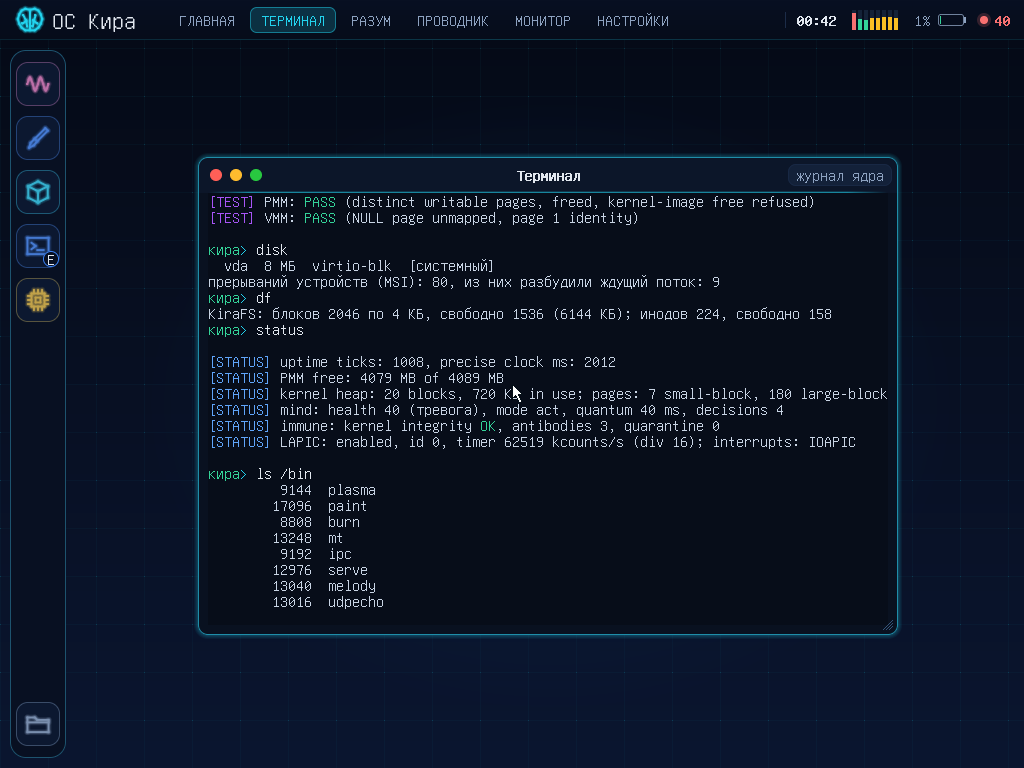 ОС Кира
ГЛАВНАЯ ТЕРМИНАЛ РАЗУМ ПРОВОДНИК МОНИТОР НАСТРОЙКИ
00:42 1% 40
Терминал
журнал ядра
[TEST] PMM: PASS (distinct writable pages, freed, kernel-image free refused)
[TEST] VMM: PASS (NULL page unmapped, page 1 identity)
кира> disk
vda 8 МБ virtio-blk [системный]
прерываний устройств (MSI): 80, из них разбудили ждущий поток: 9
кира> df
KiraFS: блоков 2046 по 4 КБ, свободно 1536 (6144 КБ); инодов 224, свободно 158
кира> status
[STATUS] uptime ticks: 1008, precise clock ms: 2012
[STATUS] PMM free: 4079 MB of 4089 MB
[STATUS] kernel heap: 20 blocks, 720 in use; pages: 7 small-block, 180 large-block
[STATUS] mind: health 40 (тревога), mode act, quantum 40 ms, decisions 4
[STATUS] immune: kernel integrity OK, antibodies 3, quarantine 0
[STATUS] LAPIC: enabled, id 0, timer 62519 kcounts/s (div 16); interrupts: IOAPIC
кира> ls /bin
9144 plasma
17096 paint
8808 burn
13248 mt
9192 ipc
12976 serve
13040 melody
13016 udpecho
E